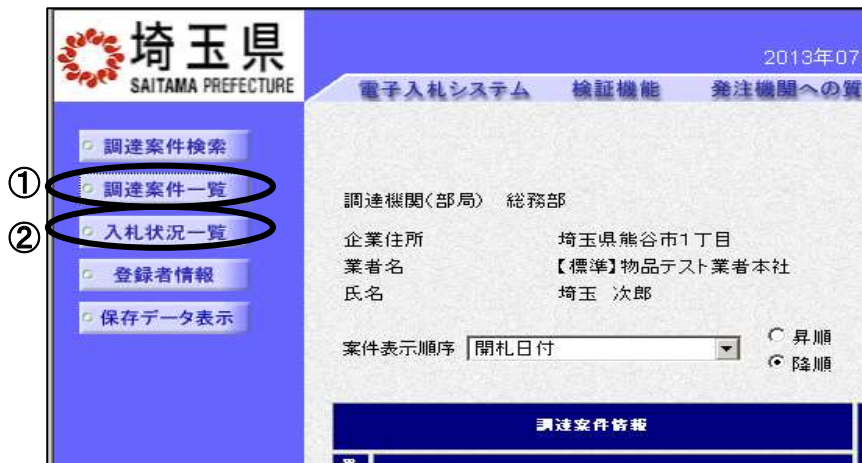 埼玉県
SAITAMA PREFECTURE
2013年07
電子入札システム 検証機能 発注機関への質
調達案件検索
① 調達案件一覧
② 入札状況一覧
登録者情報
保存データ表示
調達機関(部局) 総務部
企業住所 埼玉県熊谷市1丁目
業者名 【標準】物品テスト業者本社
氏名 埼玉 次郎
案件表示順序 開札日付
昇順
降順
調達案件情報